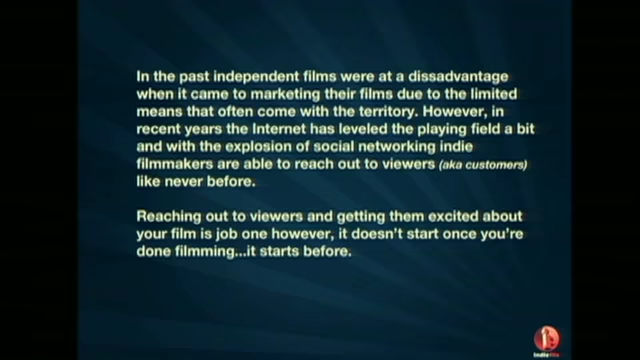 In the past independent films were at a dissadvantage
when it came to marketing their films due to the limited
means that often come with the territory. However, in
recent years the Internet has leveled the playing field a bit
and with the explosion of social networking indie
filmmakers are able to reach out to viewers (aka customers)
like never before.
Reaching out to viewers and getting them excited about
your film is job one however, it doesn't start once you're
done filmming...it starts before.